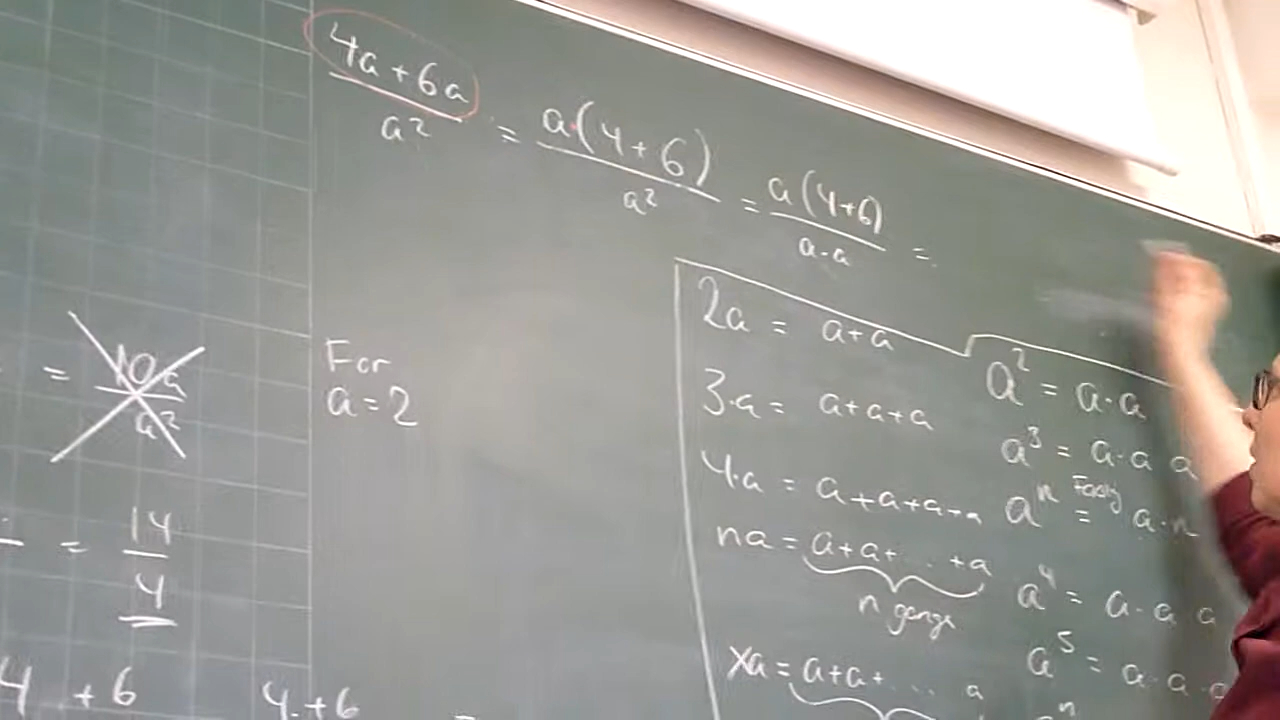 4a+6a / a² = a·(4+6) / a² = a(4+6) / a·a =
= 10a / a²
For
a=2
= 14 / 4
4 +6 4+6 =
2a = a+a
3·a = a+a+a
4·a = a+a+a+a
na = a+a+...+a
n gange
xa = a+a+... a
a² = a·a
a³ = a·a a
aⁿ = a·n
a⁴ = a·a a
a⁵ = a·a·a